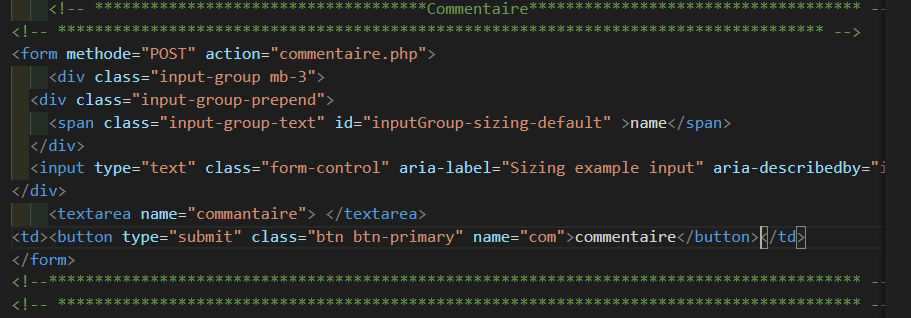 <!-- ************************************Commentaire************************************ --
<!-- *********************************************************************************** -->
<form methode="POST" action="commentaire.php">
<div class="input-group mb-3">
<div class="input-group-prepend">
<span class="input-group-text" id="inputGroup-sizing-default" >name</span>
</div>
<input type="text" class="form-control" aria-label="Sizing example input" aria-describedby="i
</div>
<textarea name="commantaire"> </textarea>
<td><button type="submit" class="btn btn-primary" name="com">commentaire</button></td>
</form>
<!--**************************************************************************************** --
<!-- *************************************************************************************** --